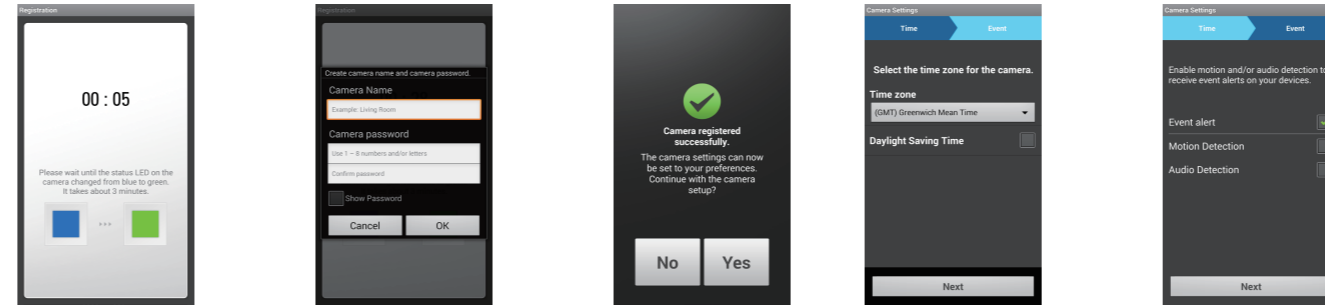 Registration
00 : 05
Please wait until the status LED on the
camera changed from blue to green.
It takes about 3 minutes.
Registration
Create camera name and camera password.
Camera Name
Example: Living Room
Camera password
Use 1 – 8 numbers and/or letters
Confirm password
Show Password
Cancel
OK
Camera registered
successfully.
The camera settings can now
be set to your preferences.
Continue with the camera
setup?
No
Yes
Camera Settings
Time
Event
Select the time zone for the camera.
Time zone
(GMT) Greenwich Mean Time
Daylight Saving Time
Next
Camera Settings
Time
Event
Enable motion and/or audio detection to
receive event alerts on your devices.
Event alert
Motion Detection
Audio Detection
Next